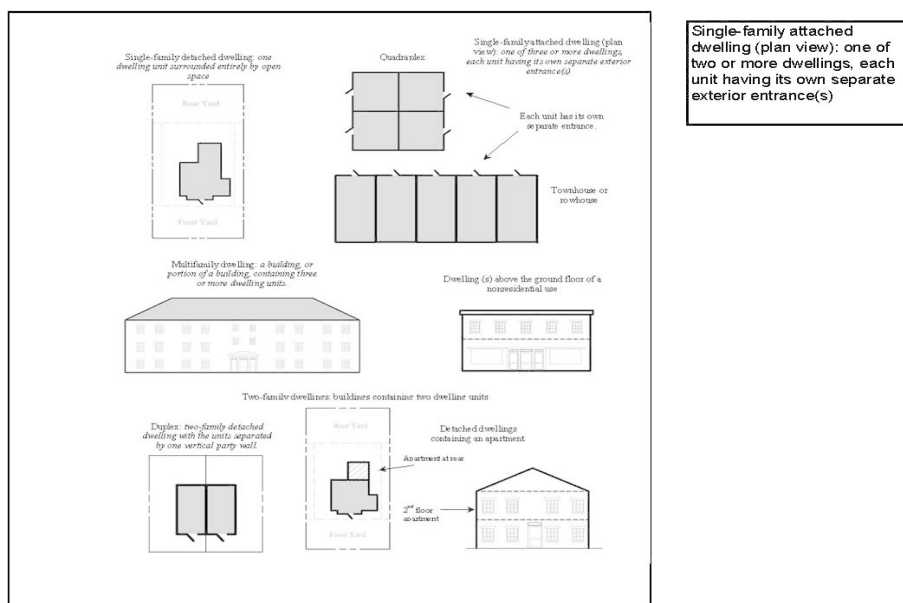 Single-family detached dwelling: one
dwelling unit surrounded entirely by open
space
Rear Yard
Front Yard
Quadraplex
Single-family attached dwelling (plan
view): one of three or more dwellings,
each unit having its own separate exterior
entrance(s)
Each unit has its own
separate entrance.
Townhouse or
rowhouse
Single-family attached
dwelling (plan view): one of
two or more dwellings, each
unit having its own separate
exterior entrance(s)
Multifamily dwelling: a building, or
portion of a building, containing three
or more dwelling units.
Dwelling (s) above the ground floor of a
nonresidential use
Two-family dwellings: buildings containing two dwelling units
Duplex: two-family detached
dwelling with the units separated
by one vertical party wall.
Rear Yard
Front Yard
Detached dwellings
containing an apartment
Apartment at rear
2nd floor
apartment